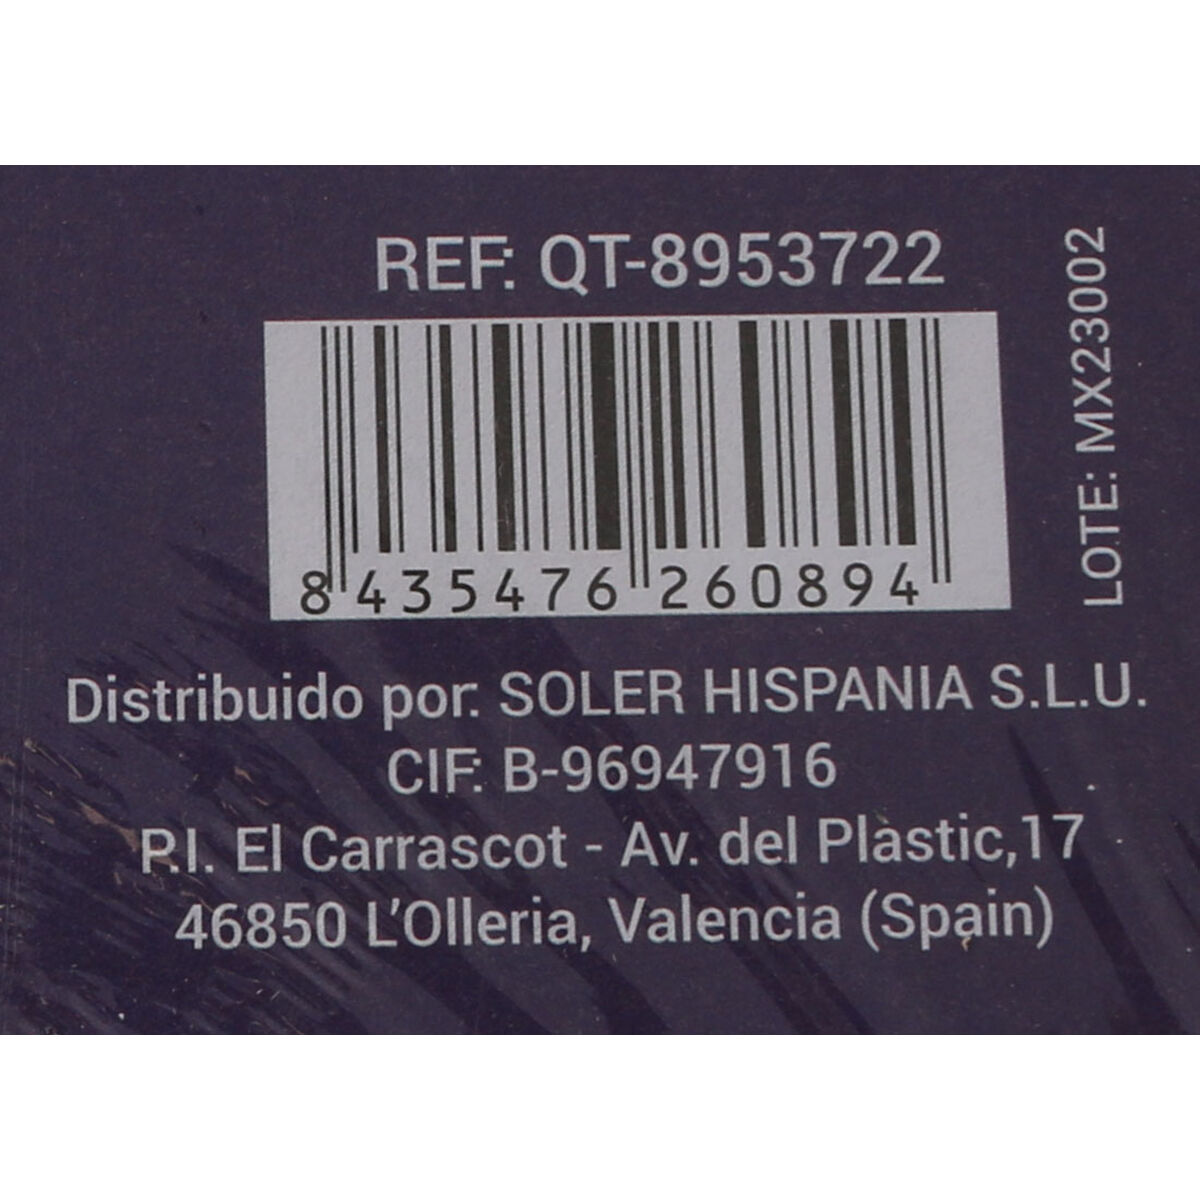 REF: QT-8953722
8 435476 260894
LOTE: MX23002
Distribuido por: SOLER HISPANIA S.L.U.
CIF: B-96947916
P.I. El Carrascot - Av. del Plastic,17
46850 L'Olleria, Valencia (Spain)